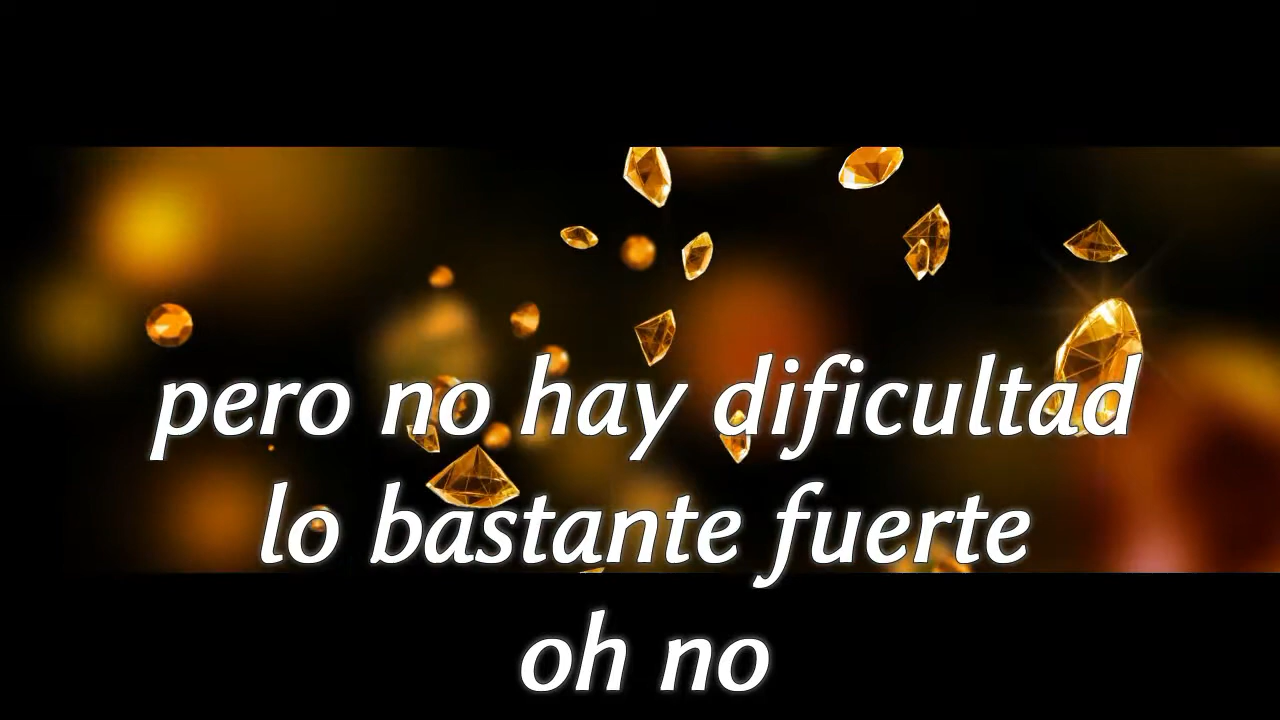 pero no hay dificultad
lo bastante fuerte
oh no